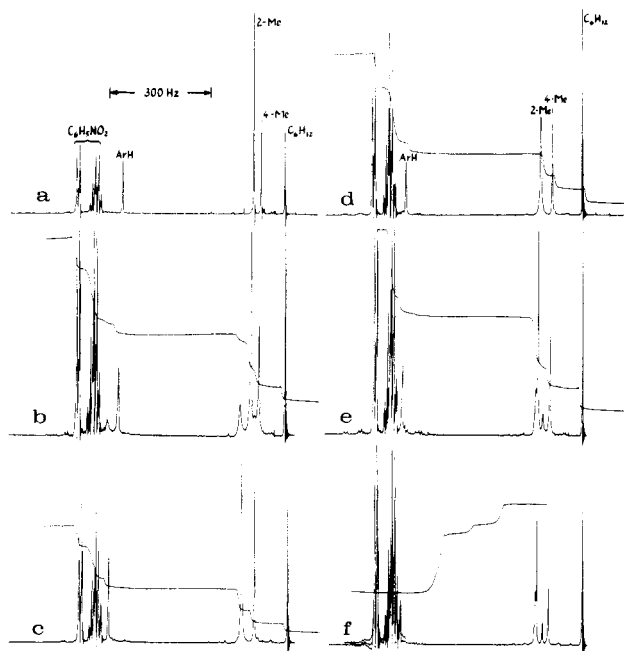 2-Me
C₆H₁₂
300 Hz
4-Me
4-Me
2-Me
C₆H₅NO₂
C₆H₁₂
ArH
ArH
a
d
b
e
c
f